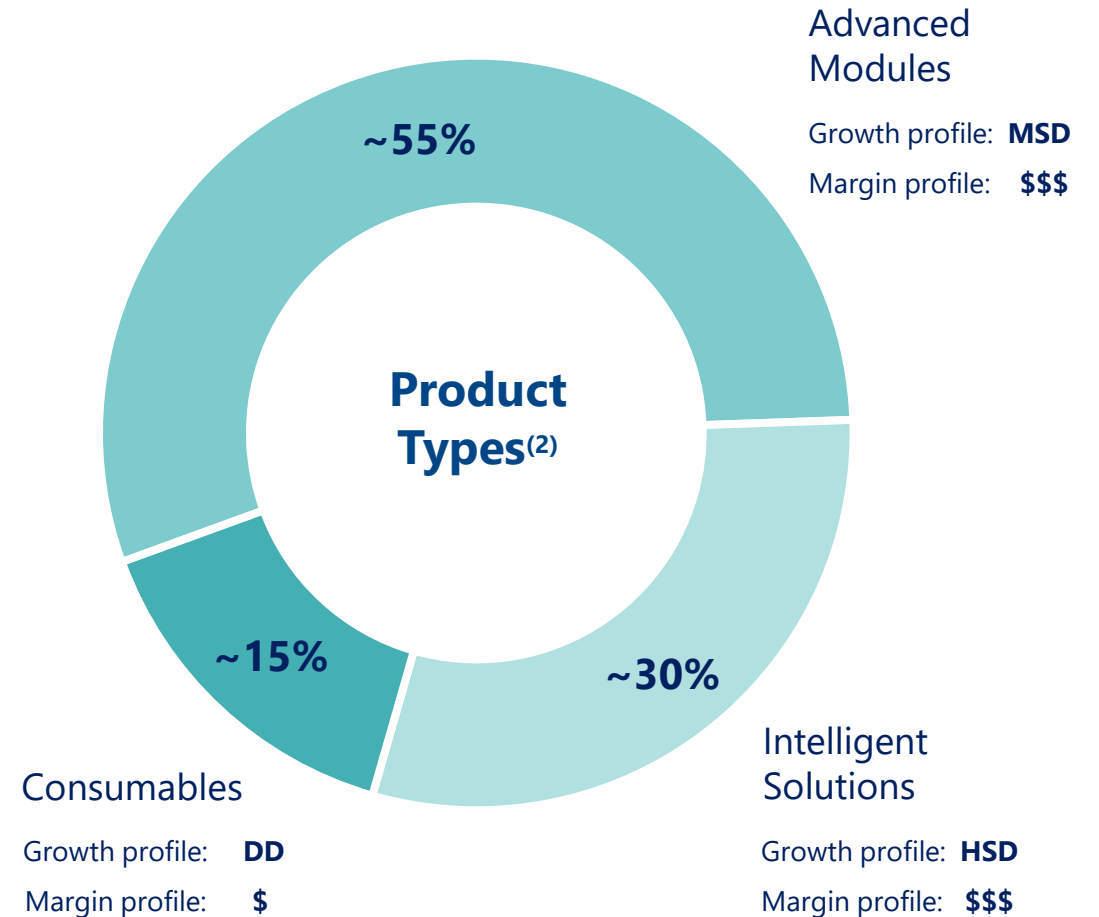 Advanced
Modules
Growth profile: MSD
Margin profile: $$$
~55%
Product
Types(2)
~15%
~30%
Intelligent
Solutions
Growth profile: HSD
Margin profile: $$$
Consumables
Growth profile: DD
Margin profile: $